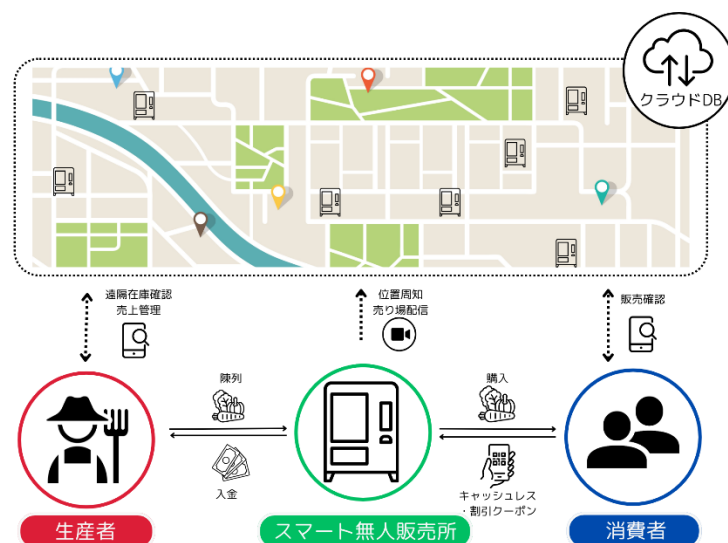 クラウドDB
遠隔在庫確認
売上管理
位置周知
売り場配信
販売確認
陳列
購入
入金
キャッシュレス
・割引クーポン
生産者
スマート無人販売所
消費者